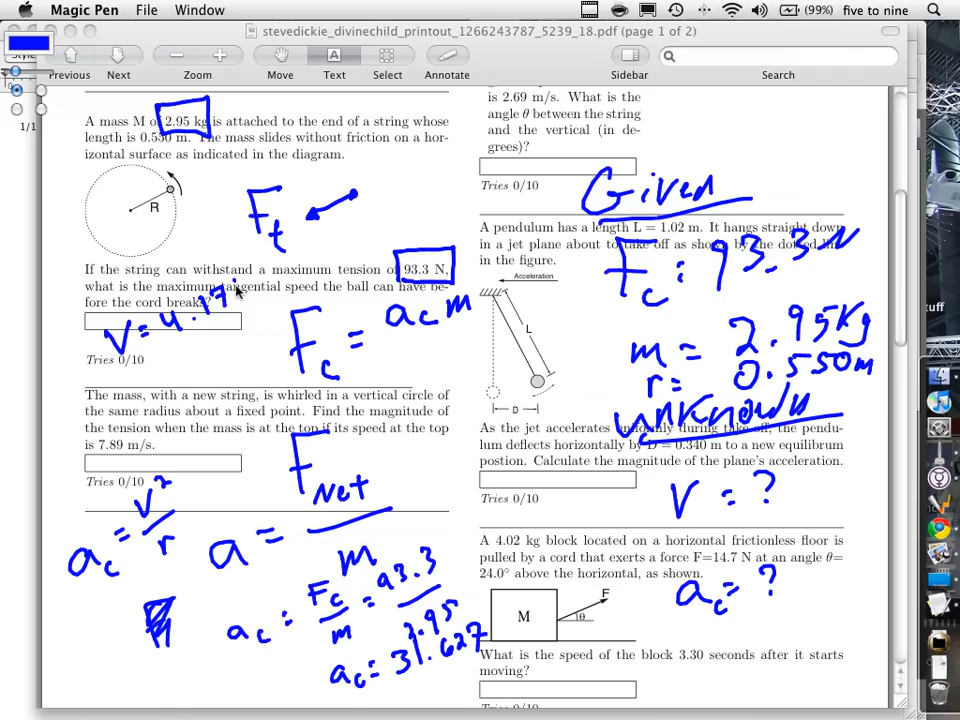 Magic Pen File Window
(99%) five to nine
stevedickie_divinechild_printout_1266243787_5239_18.pdf (page 1 of 2)
Previous Next Zoom Move Text Select Annotate Sidebar Search
1/1
A mass M of 2.95 kg is attached to the end of a string whose
length is 0.550 m. The mass slides without friction on a hor-
izontal surface as indicated in the diagram.
R
Ft
If the string can withstand a maximum tension of 93.3 N,
what is the maximum tangential speed the ball can have be-
fore the cord breaks?
V = 4.17
Fc = ac m
Tries 0/10
The mass, with a new string, is whirled in a vertical circle of
the same radius about a fixed point. Find the magnitude of
the tension when the mass is at the top if its speed at the top
is 7.89 m/s.
Tries 0/10
ac = v²/r
a = FNet/m
ac = Fc/m = 93.3/2.95
ac = 31.627
is 2.69 m/s. What is the
angle θ between the string
and the vertical (in de-
grees)?
Tries 0/10
Given
A pendulum has a length L = 1.02 m. It hangs straight down
in a jet plane about to take off as shown by the dotted line
in the figure.
Acceleration
L
D
Fc = 93.3 N
m = 2.95 Kg
r = 0.550m
unknown
As the jet accelerates uniformly during take off, the pendu-
lum deflects horizontally by D = 0.340 m to a new equilibrium
postion. Calculate the magnitude of the plane's acceleration.
Tries 0/10
V = ?
A 4.02 kg block located on a horizontal frictionless floor is
pulled by a cord that exerts a force F=14.7 N at an angle θ=
24.0° above the horizontal, as shown.
ac = ?
M
F
θ
What is the speed of the block 3.30 seconds after it starts
moving?